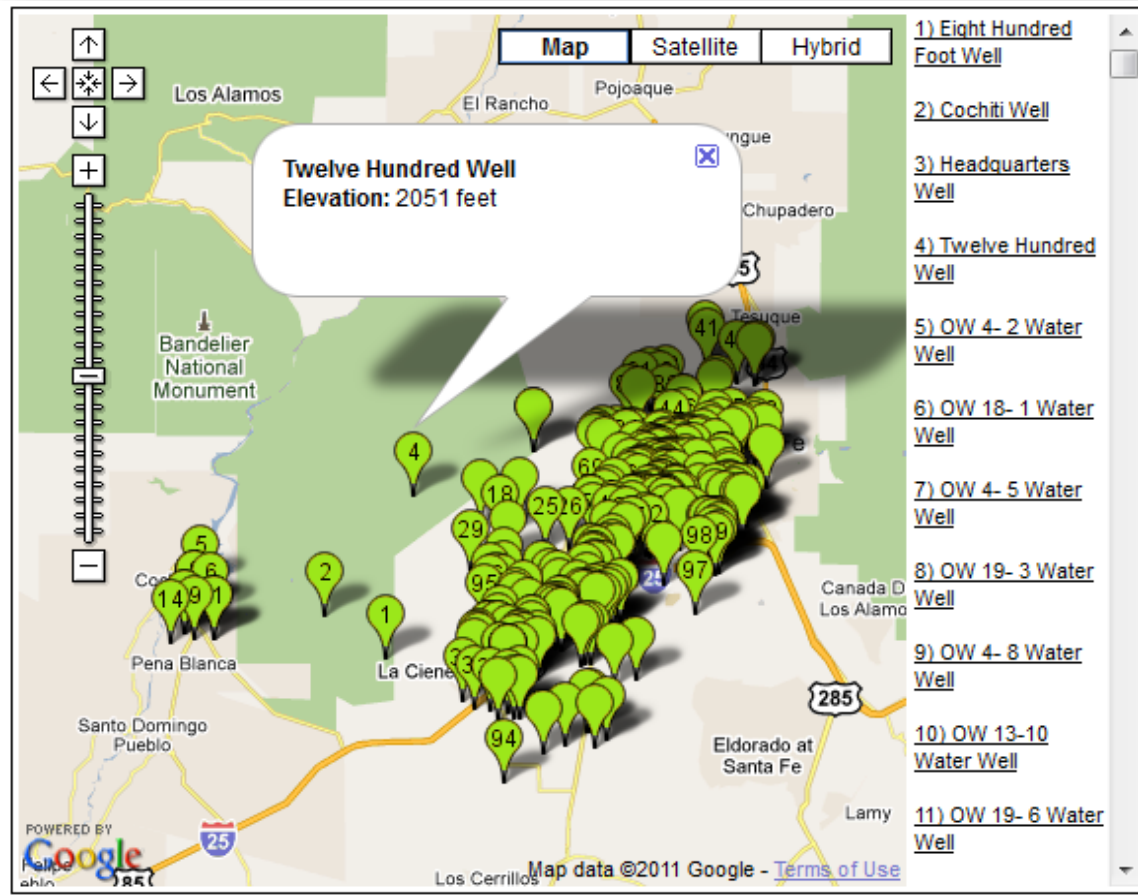 Map
Satellite
Hybrid
Los Alamos
El Rancho
Pojoaque
Twelve Hundred Well
Elevation: 2051 feet
Chupadero
Tesuque
Bandelier
National
Monument
41
4
18
25
26
29
69
98
97
95
5
6
2
1
14
9
94
25
Canada D
Los Alamo
Pena Blanca
La Ciene
285
Santo Domingo
Pueblo
Eldorado at
Santa Fe
Lamy
25
POWERED BY
Google
Los Cerrillos
Map data ©2011 Google - Terms of Use
1) Eight Hundred
Foot Well
2) Cochiti Well
3) Headquarters
Well
4) Twelve Hundred
Well
5) OW 4- 2 Water
Well
6) OW 18- 1 Water
Well
7) OW 4- 5 Water
Well
8) OW 19- 3 Water
Well
9) OW 4- 8 Water
Well
10) OW 13-10
Water Well
11) OW 19- 6 Water
Well